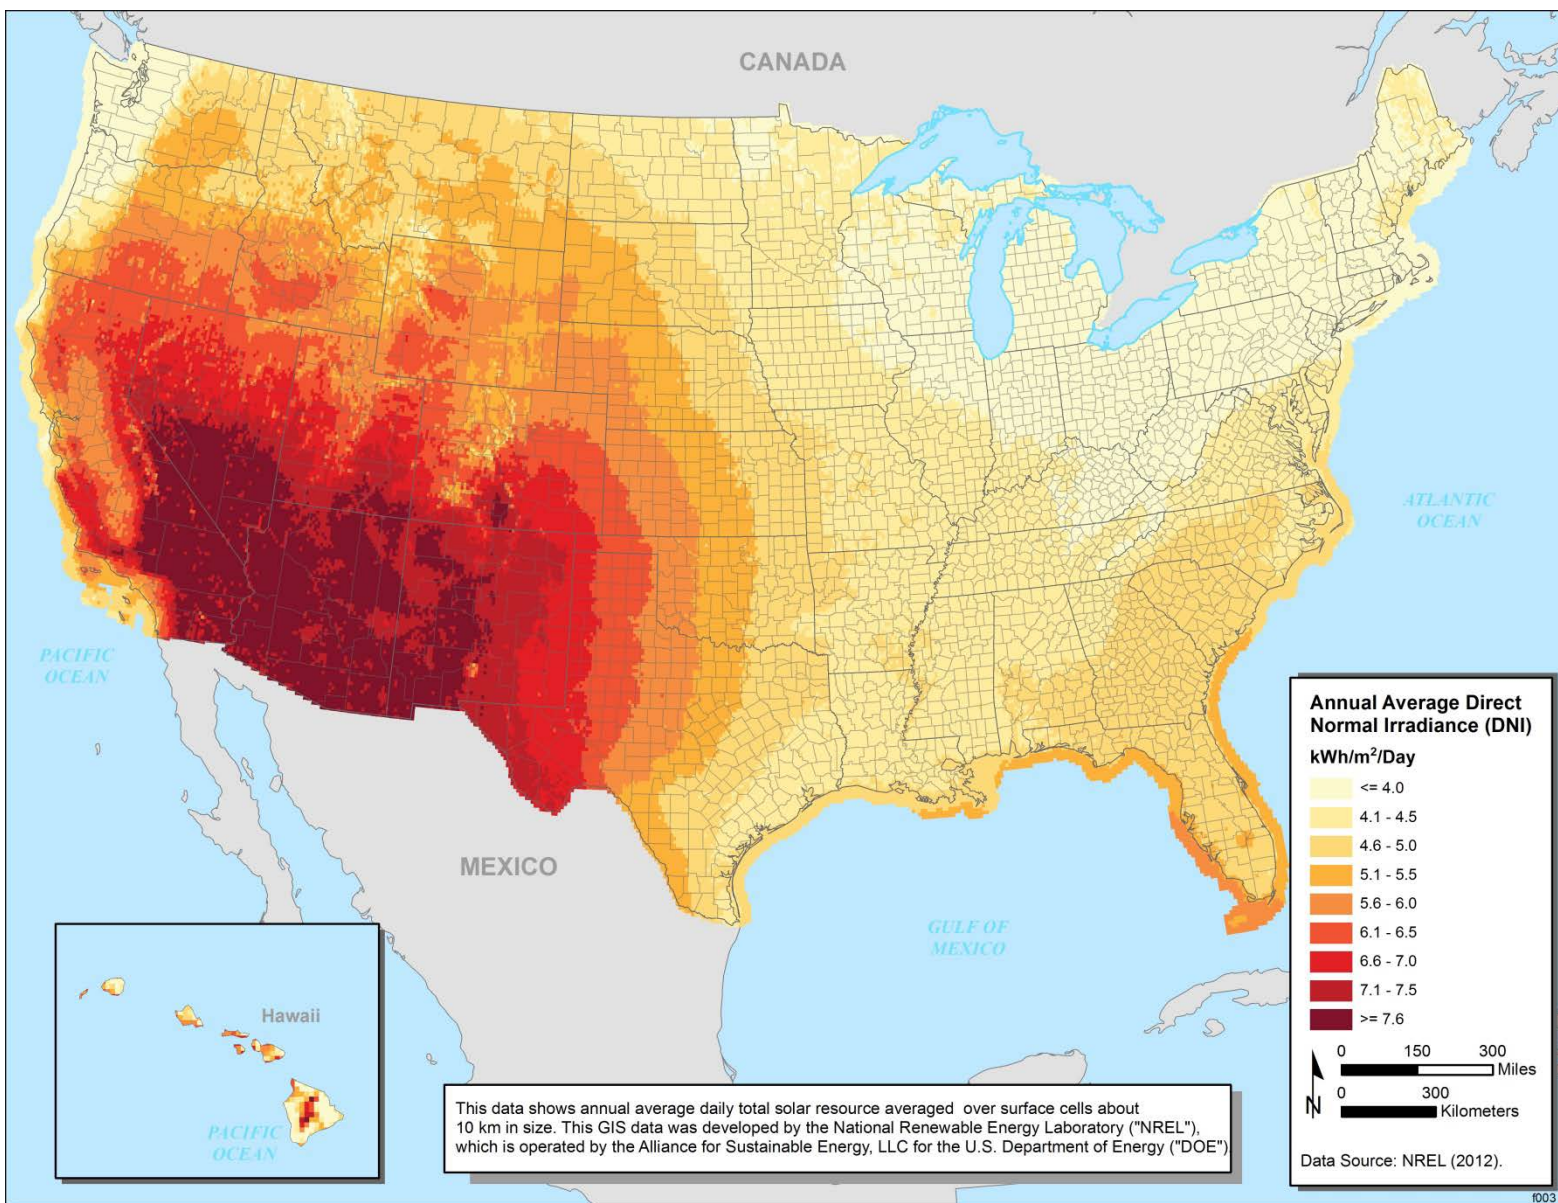 CANADA
ATLANTIC
OCEAN
PACIFIC
OCEAN
MEXICO
GULF OF
MEXICO
Hawaii
PACIFIC
OCEAN
This data shows annual average daily total solar resource averaged over surface cells about
10 km in size. This GIS data was developed by the National Renewable Energy Laboratory ("NREL"),
which is operated by the Alliance for Sustainable Energy, LLC for the U.S. Department of Energy ("DOE")
Annual Average Direct
Normal Irradiance (DNI)
kWh/m²/Day
<= 4.0
4.1 - 4.5
4.6 - 5.0
5.1 - 5.5
5.6 - 6.0
6.1 - 6.5
6.6 - 7.0
7.1 - 7.5
>= 7.6
N
0 150 300
Miles
0 300
Kilometers
Data Source: NREL (2012).
f003